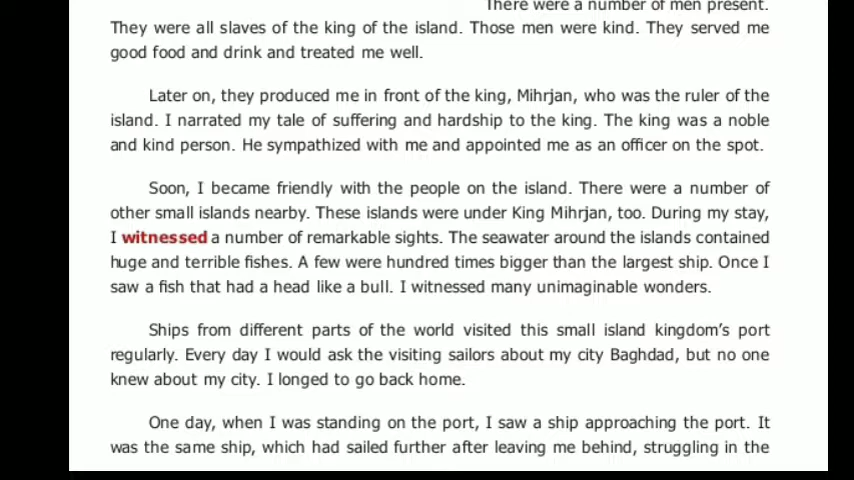 There were a number of men present.
They were all slaves of the king of the island. Those men were kind. They served me
good food and drink and treated me well.
Later on, they produced me in front of the king, Mihrjan, who was the ruler of the
island. I narrated my tale of suffering and hardship to the king. The king was a noble
and kind person. He sympathized with me and appointed me as an officer on the spot.
Soon, I became friendly with the people on the island. There were a number of
other small islands nearby. These islands were under King Mihrjan, too. During my stay,
I witnessed a number of remarkable sights. The seawater around the islands contained
huge and terrible fishes. A few were hundred times bigger than the largest ship. Once I
saw a fish that had a head like a bull. I witnessed many unimaginable wonders.
Ships from different parts of the world visited this small island kingdom's port
regularly. Every day I would ask the visiting sailors about my city Baghdad, but no one
knew about my city. I longed to go back home.
One day, when I was standing on the port, I saw a ship approaching the port. It
was the same ship, which had sailed further after leaving me behind, struggling in the